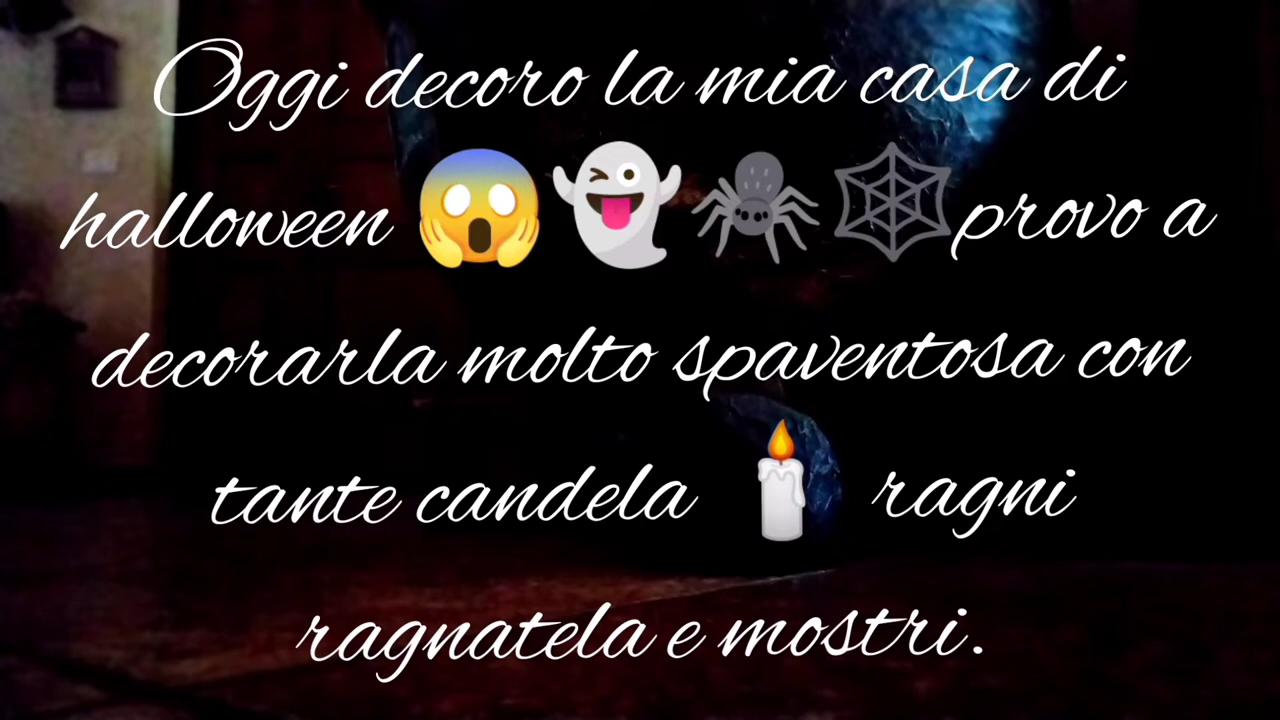 Oggi decoro la mia casa di
halloween 😱👻🕷🕸provo a
decorarla molto spaventosa con
tante candela 🕯 ragni
ragnatela e mostri.